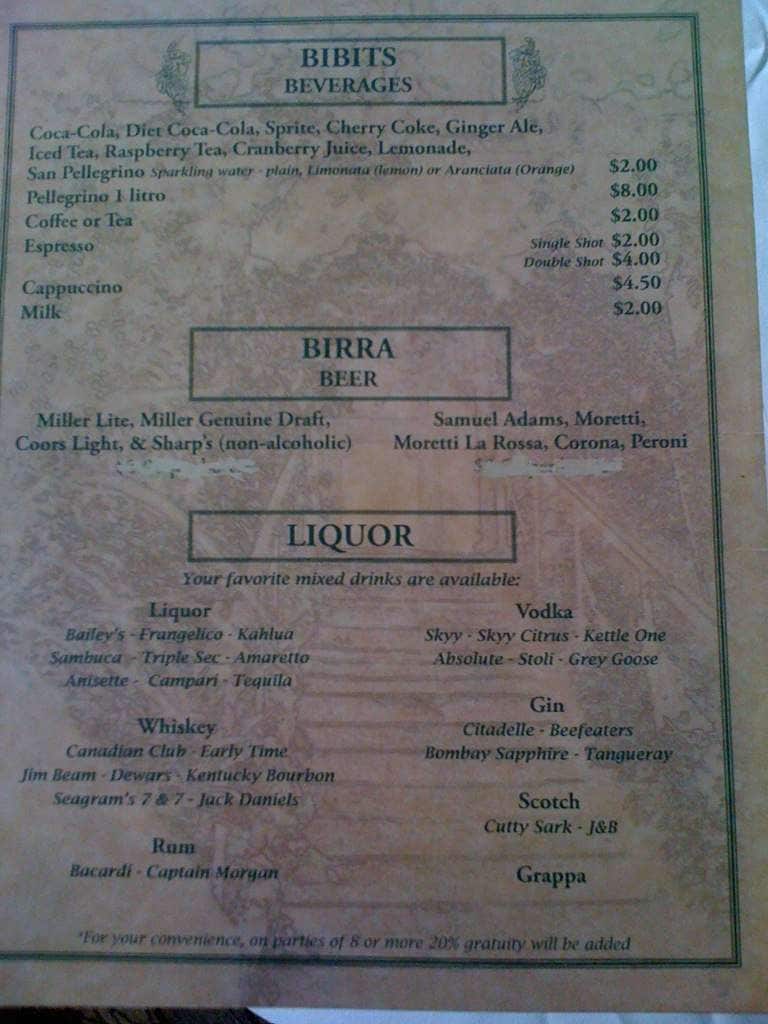 BIBITS
BEVERAGES
Coca-Cola, Diet Coca-Cola, Sprite, Cherry Coke, Ginger Ale,
Iced Tea, Raspberry Tea, Cranberry Juice, Lemonade,
San Pellegrino Sparkling water - plain, Limonata (lemon) or Aranciata (Orange) $2.00
Pellegrino 1 litro $8.00
Coffee or Tea $2.00
Espresso Single Shot $2.00
Double Shot $4.00
Cappuccino $4.50
Milk $2.00
BIRRA
BEER
Miller Lite, Miller Genuine Draft,
Coors Light, & Sharp's (non-alcoholic)
Samuel Adams, Moretti,
Moretti La Rossa, Corona, Peroni
LIQUOR
Your favorite mixed drinks are available:
Liquor
Bailey's - Frangelico - Kahlua
Sambuca - Triple Sec - Amaretto
Anisette - Campari - Tequila
Whiskey
Canadian Club - Early Time
Jim Beam - Dewars - Kentucky Bourbon
Seagram's 7 & 7 - Jack Daniels
Rum
Bacardi - Captain Morgan
Vodka
Skyy - Skyy Citrus - Kettle One
Absolute - Stoli - Grey Goose
Gin
Citadelle - Beefeaters
Bombay Sapphire - Tangueray
Scotch
Cutty Sark - J&B
Grappa
*For your convenience, on parties of 8 or more 20% gratuity will be added